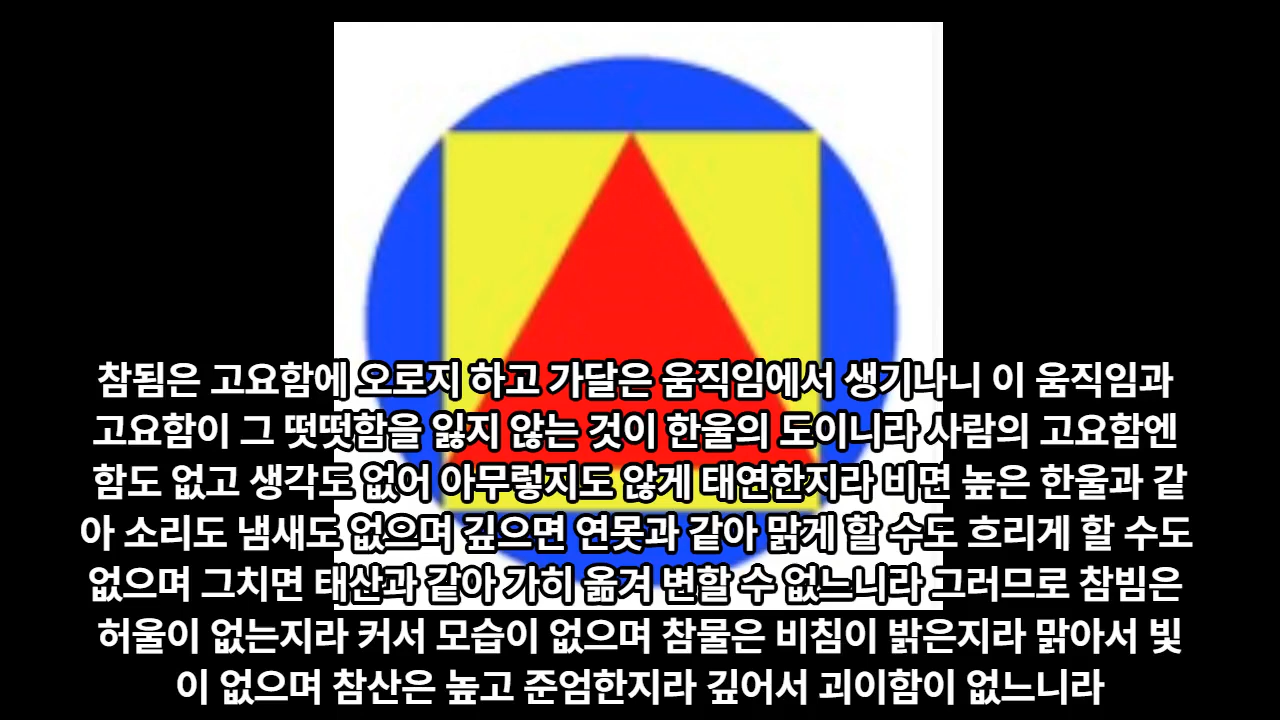 참됨은 고요함에 오로지 하고 가달은 움직임에서 생기나니 이 움직임과
고요함이 그 떳떳함을 잃지 않는 것이 한울의 도이니라 사람의 고요함엔
함도 없고 생각도 없어 아무렇지도 않게 태연한지라 비면 높은 한울과 같
아 소리도 냄새도 없으며 깊으면 연못과 같아 맑게 할 수도 흐리게 할 수도
없으며 그치면 태산과 같아 가히 옮겨 변할 수 없느니라 그러므로 참빔은
허울이 없는지라 커서 모습이 없으며 참물은 비침이 밝은지라 맑아서 빛
이 없으며 참산은 높고 준엄한지라 깊어서 괴이함이 없느니라